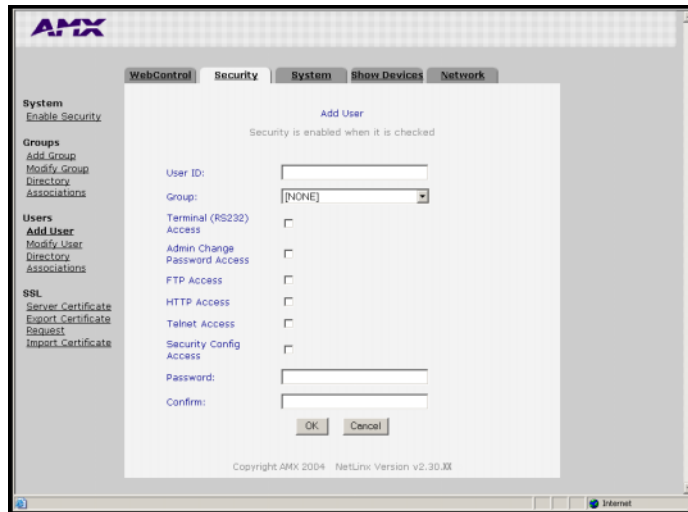 AMX
WebControl Security System Show Devices Network
System
Enable Security
Groups
Add Group
Modify Group
Directory
Associations
Users
Add User
Modify User
Directory
Associations
SSL
Server Certificate
Export Certificate
Request
Import Certificate
Add User
Security is enabled when it is checked
User ID:
Group: [NONE]
Terminal (RS232)
Access
Admin Change
Password Access
FTP Access
HTTP Access
Telnet Access
Security Config
Access
Password:
Confirm:
OK Cancel
Copyright AMX 2004 NetLinx Version v2.30.XX
Internet